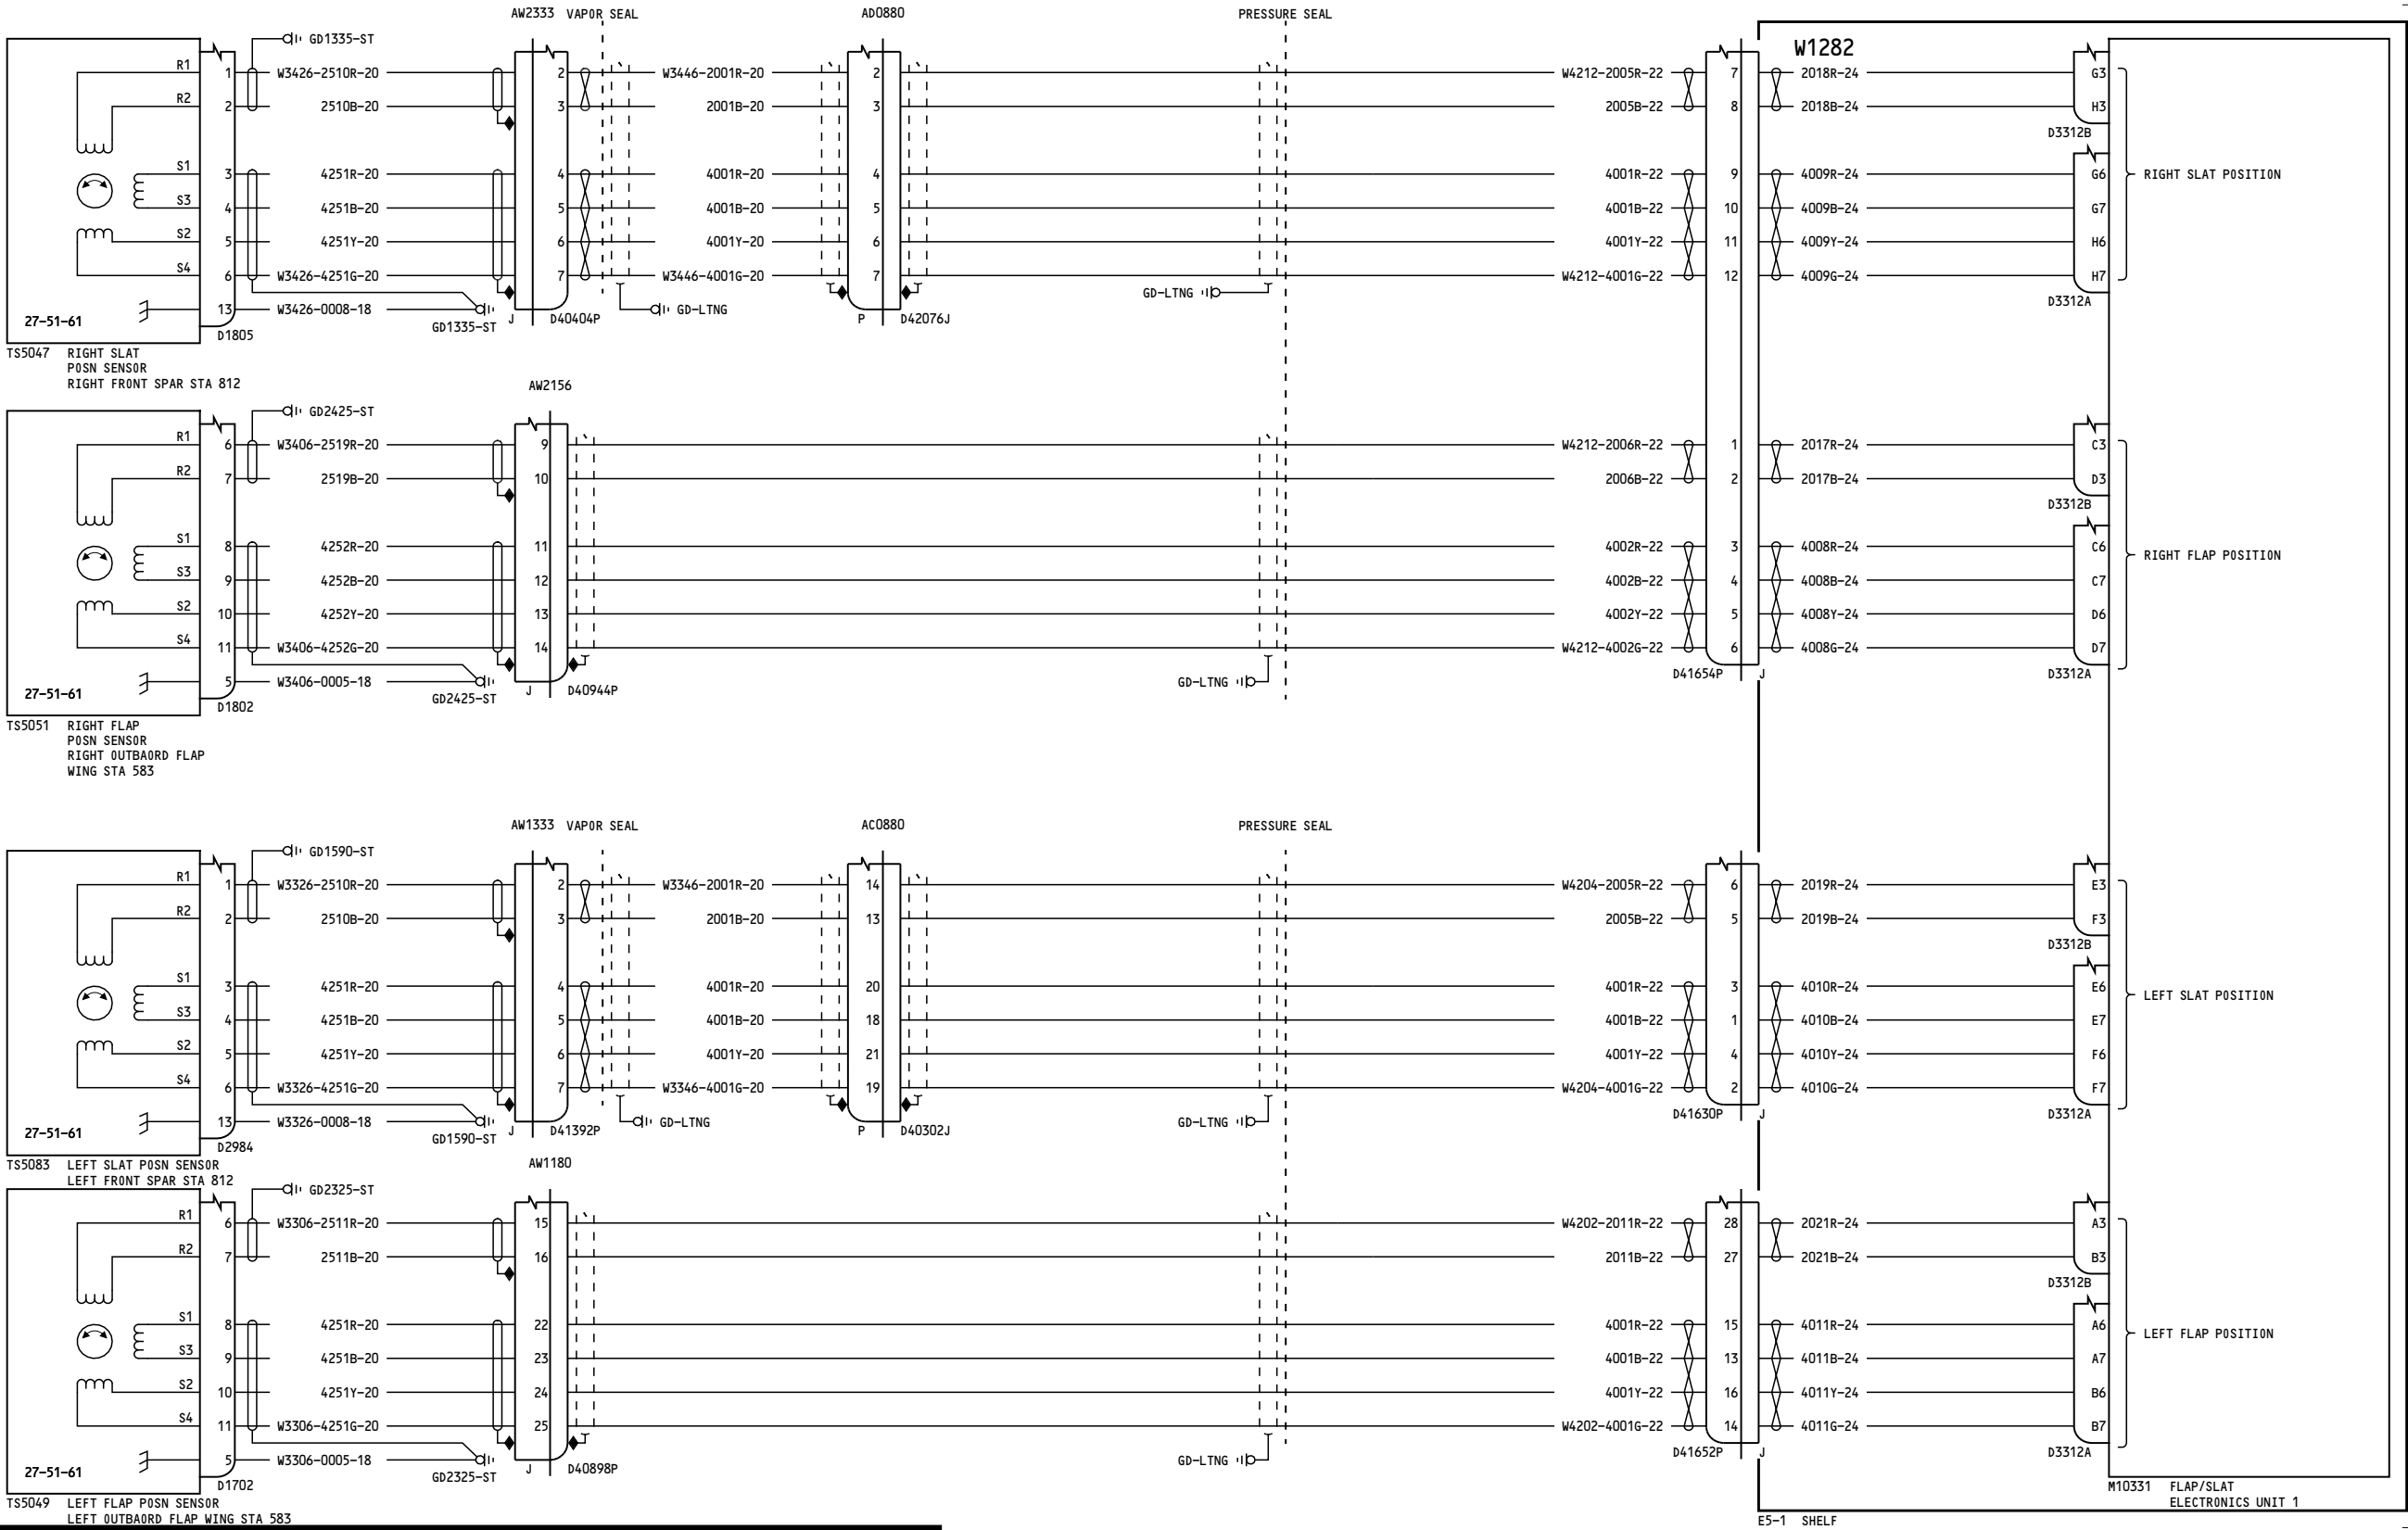 AW2333 VAPOR SEAL AD0880 PRESSURE SEAL
GD1335-ST W1282
R1 1 W3426-2510R-20 2 W3446-2001R-20 2 W4212-2005R-22 7 2018R-24 G3
R2 2 2510B-20 3 2001B-20 3 2005B-22 8 2018B-24 H3
D3312B
S1 3 4251R-20 4 4001R-20 4 4001R-22 9 4009R-24 G6 RIGHT SLAT POSITION
S3 4 4251B-20 5 4001B-20 5 4001B-22 10 4009B-24 G7
S2 5 4251Y-20 6 4001Y-20 6 4001Y-22 11 4009Y-24 H6
S4 6 W3426-4251G-20 7 W3446-4001G-20 7 W4212-4001G-22 12 4009G-24 H7
GD-LTNG D3312A
27-51-61 13 W3426-0008-18 GD1335-ST J D40404P GD-LTNG P D42076J
D1805
TS5047 RIGHT SLAT
POSN SENSOR
RIGHT FRONT SPAR STA 812
AW2156
GD2425-ST
R1 6 W3406-2519R-20 9 W4212-2006R-22 1 2017R-24 C3
R2 7 2519B-20 10 2006B-22 2 2017B-24 D3
D3312B
S1 8 4252R-20 11 4002R-22 3 4008R-24 C6 RIGHT FLAP POSITION
S3 9 4252B-20 12 4002B-22 4 4008B-24 C7
S2 10 4252Y-20 13 4002Y-22 5 4008Y-24 D6
S4 11 W3406-4252G-20 14 W4212-4002G-22 6 4008G-24 D7
D41654P J D3312A
27-51-61 5 W3406-0005-18 GD2425-ST J D40944P GD-LTNG
D1802
TS5051 RIGHT FLAP
POSN SENSOR
RIGHT OUTBAORD FLAP
WING STA 583
AW1333 VAPOR SEAL AC0880 PRESSURE SEAL
GD1590-ST
R1 1 W3326-2510R-20 2 W3346-2001R-20 14 W4204-2005R-22 6 2019R-24 E3
R2 2 2510B-20 3 2001B-20 13 2005B-22 5 2019B-24 F3
D3312B
S1 3 4251R-20 4 4001R-20 20 4001R-22 3 4010R-24 E6 LEFT SLAT POSITION
S3 4 4251B-20 5 4001B-20 18 4001B-22 1 4010B-24 E7
S2 5 4251Y-20 6 4001Y-20 21 4001Y-22 4 4010Y-24 F6
S4 6 W3326-4251G-20 7 W3346-4001G-20 19 W4204-4001G-22 2 4010G-24 F7
D41630P J D3312A
27-51-61 13 W3326-0008-18 GD1590-ST J D41392P GD-LTNG P D40302J GD-LTNG
D2984
TS5083 LEFT SLAT POSN SENSOR
LEFT FRONT SPAR STA 812
AW1180
GD2325-ST
R1 6 W3306-2511R-20 15 W4202-2011R-22 28 2021R-24 A3
R2 7 2511B-20 16 2011B-22 27 2021B-24 B3
D3312B
S1 8 4251R-20 22 4001R-22 15 4011R-24 A6 LEFT FLAP POSITION
S3 9 4251B-20 23 4001B-22 13 4011B-24 A7
S2 10 4251Y-20 24 4001Y-22 16 4011Y-24 B6
S4 11 W3306-4251G-20 25 W4202-4001G-22 14 4011G-24 B7
D41652P J D3312A
27-51-61 5 W3306-0005-18 GD2325-ST J D40898P GD-LTNG
D1702
TS5049 LEFT FLAP POSN SENSOR
LEFT OUTBAORD FLAP WING STA 583
M10331 FLAP/SLAT
ELECTRONICS UNIT 1
E5-1 SHELF